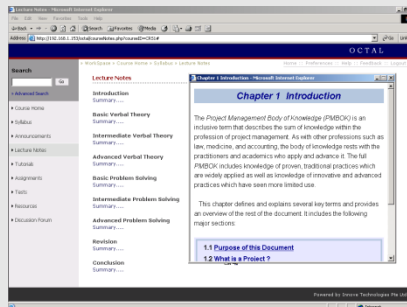 Lecture Notes - Microsoft Internet Explorer
File Edit View Favorites Tools Help
Back Search Favorites Media
Address
OCTAL
> Workspace > Course Home > Syllabus > Lecture Notes
Home Preferences Help Feedback Logout
Search
Go
> Advanced Search
Course Home
Syllabus
Announcements
Lecture Notes
Tutorials
Assignments
Tests
Resources
Discussion Forum
Lecture Notes
Introduction
Summary....
Basic Verbal Theory
Summary....
Intermediate Verbal Theory
Summary....
Advanced Verbal Theory
Summary....
Basic Problem Solving
Summary....
Intermediate Problem Solving
Summary....
Advanced Problem Solving
Summary....
Revision
Summary....
Conclusion
Summary....
Chapter 1 Introduction - Microsoft Internet Explorer
Chapter 1 Introduction
The Project Management Body of Knowledge (PMBOK) is an
inclusive term that describes the sum of knowledge within the
profession of project management. As with other professions such as
law, medicine, and accounting, the body of knowledge rests with the
practitioners and academics who apply and advance it. The full
PMBOK includes knowledge of proven, traditional practices which
are widely applied as well as knowledge of innovative and advanced
practices which have seen more limited use.
This chapter defines and explains several key terms and provides
an overview of the rest of the document. It includes the following
major sections:
1.1 Purpose of this Document
1.2 What is a Project ?
Internet